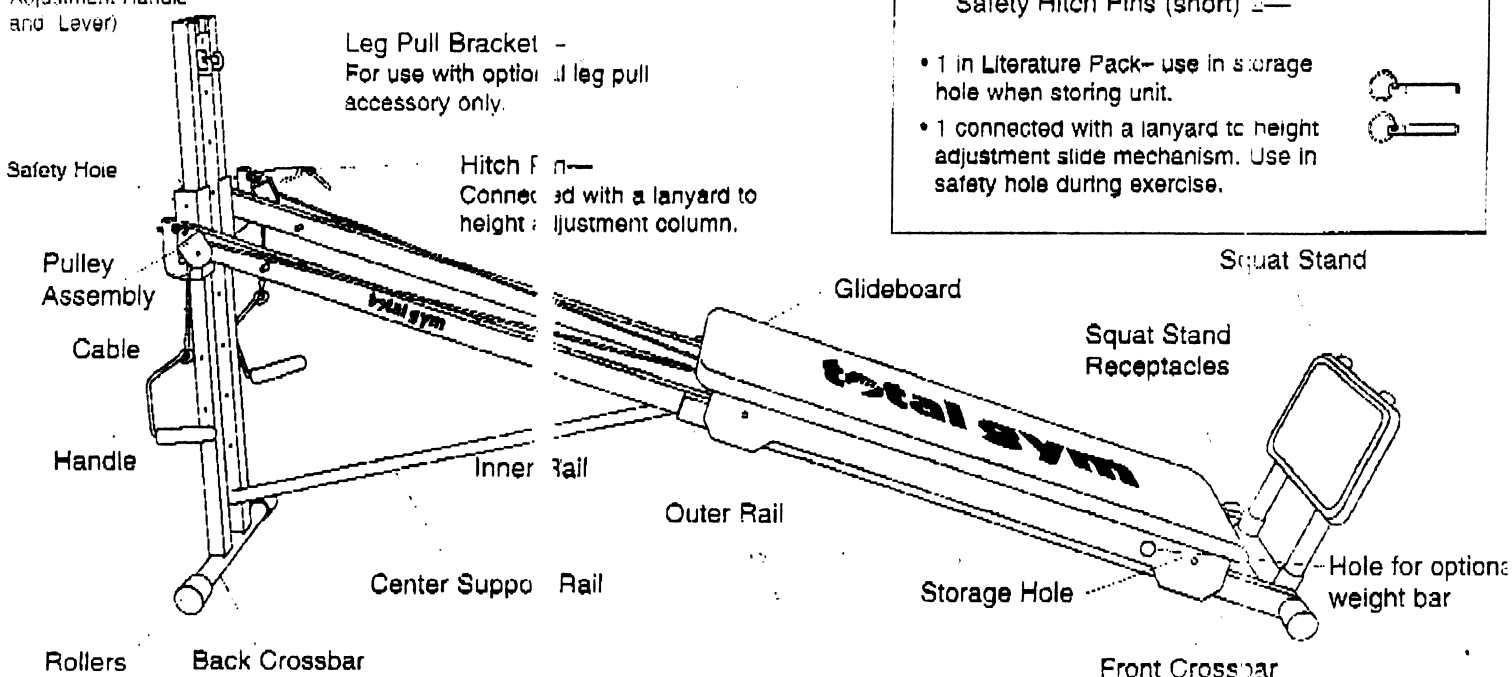 and Lever)
Safety Hitch Pins (short)
• 1 in Literature Pack– use in storage
hole when storing unit.
• 1 connected with a lanyard to height
adjustment slide mechanism. Use in
safety hole during exercise.
Leg Pull Bracket –
For use with optional leg pull
accessory only.
Safety Hole
Hitch Pin—
Connected with a lanyard to
height adjustment column.
Pulley
Assembly
Cable
Handle
total gym
Glideboard
Squat Stand
Squat Stand
Receptacles
total gym
Inner Rail
Outer Rail
Center Support Rail
Storage Hole
Hole for optiona
weight bar
Rollers
Back Crossbar
Front Crossbar